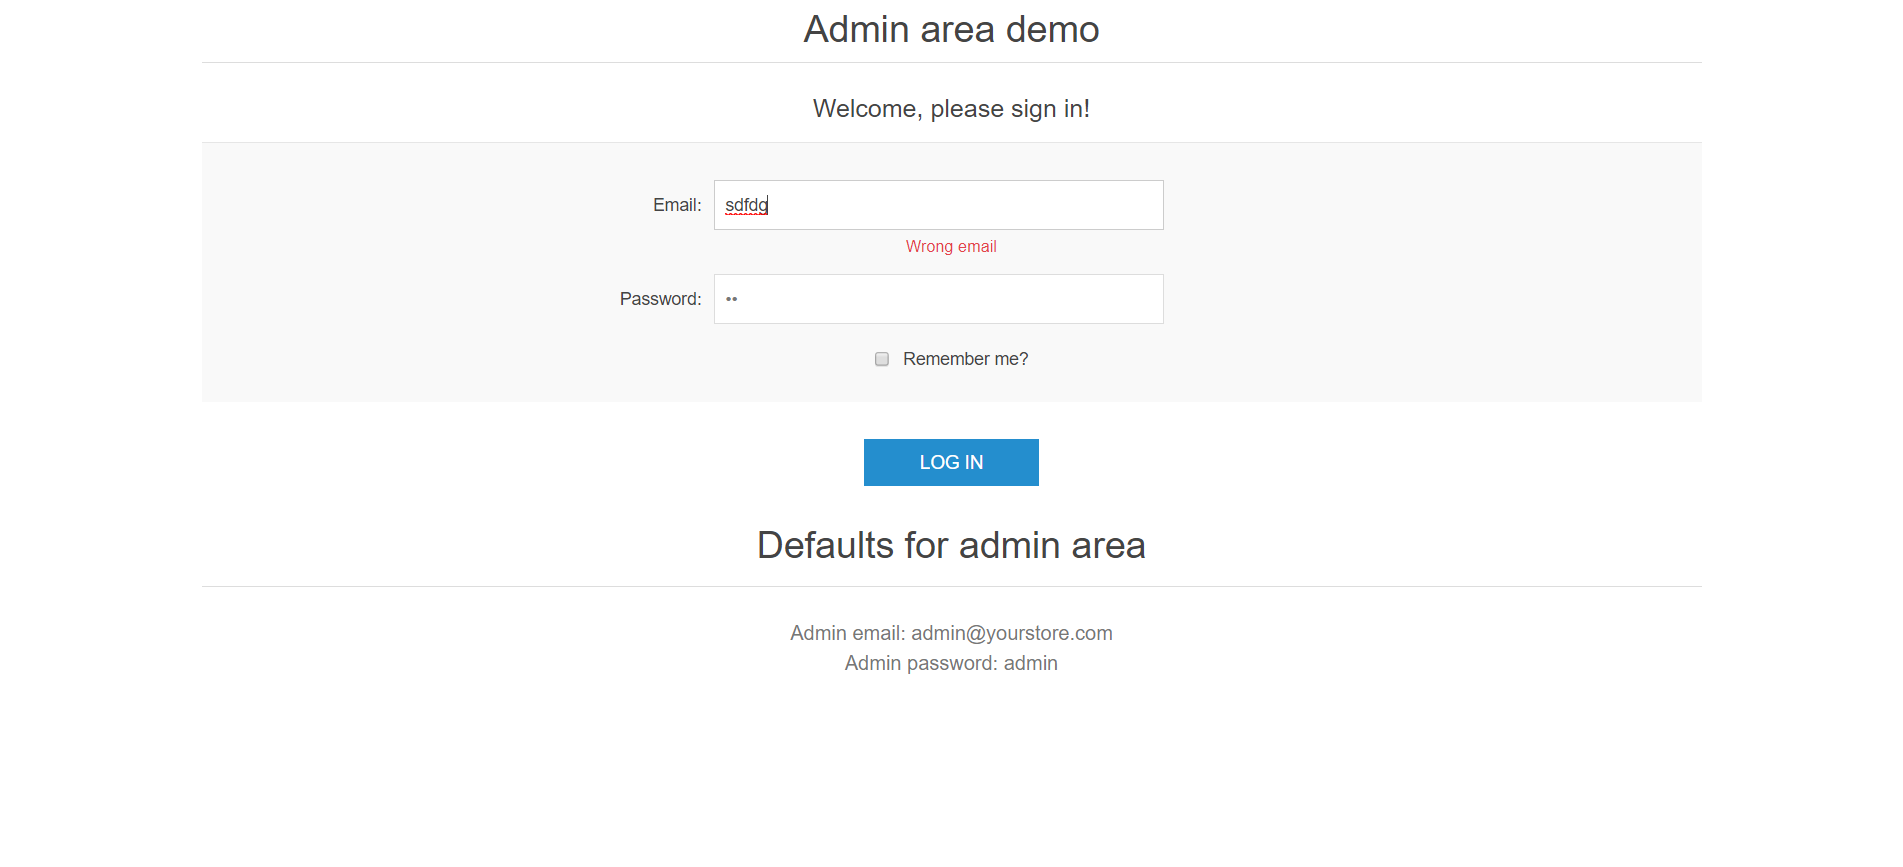 Admin area demo
Welcome, please sign in!
Email: sdfdg
Wrong email
Password: ••
Remember me?
LOG IN
Defaults for admin area
Admin email: admin@yourstore.com
Admin password: admin